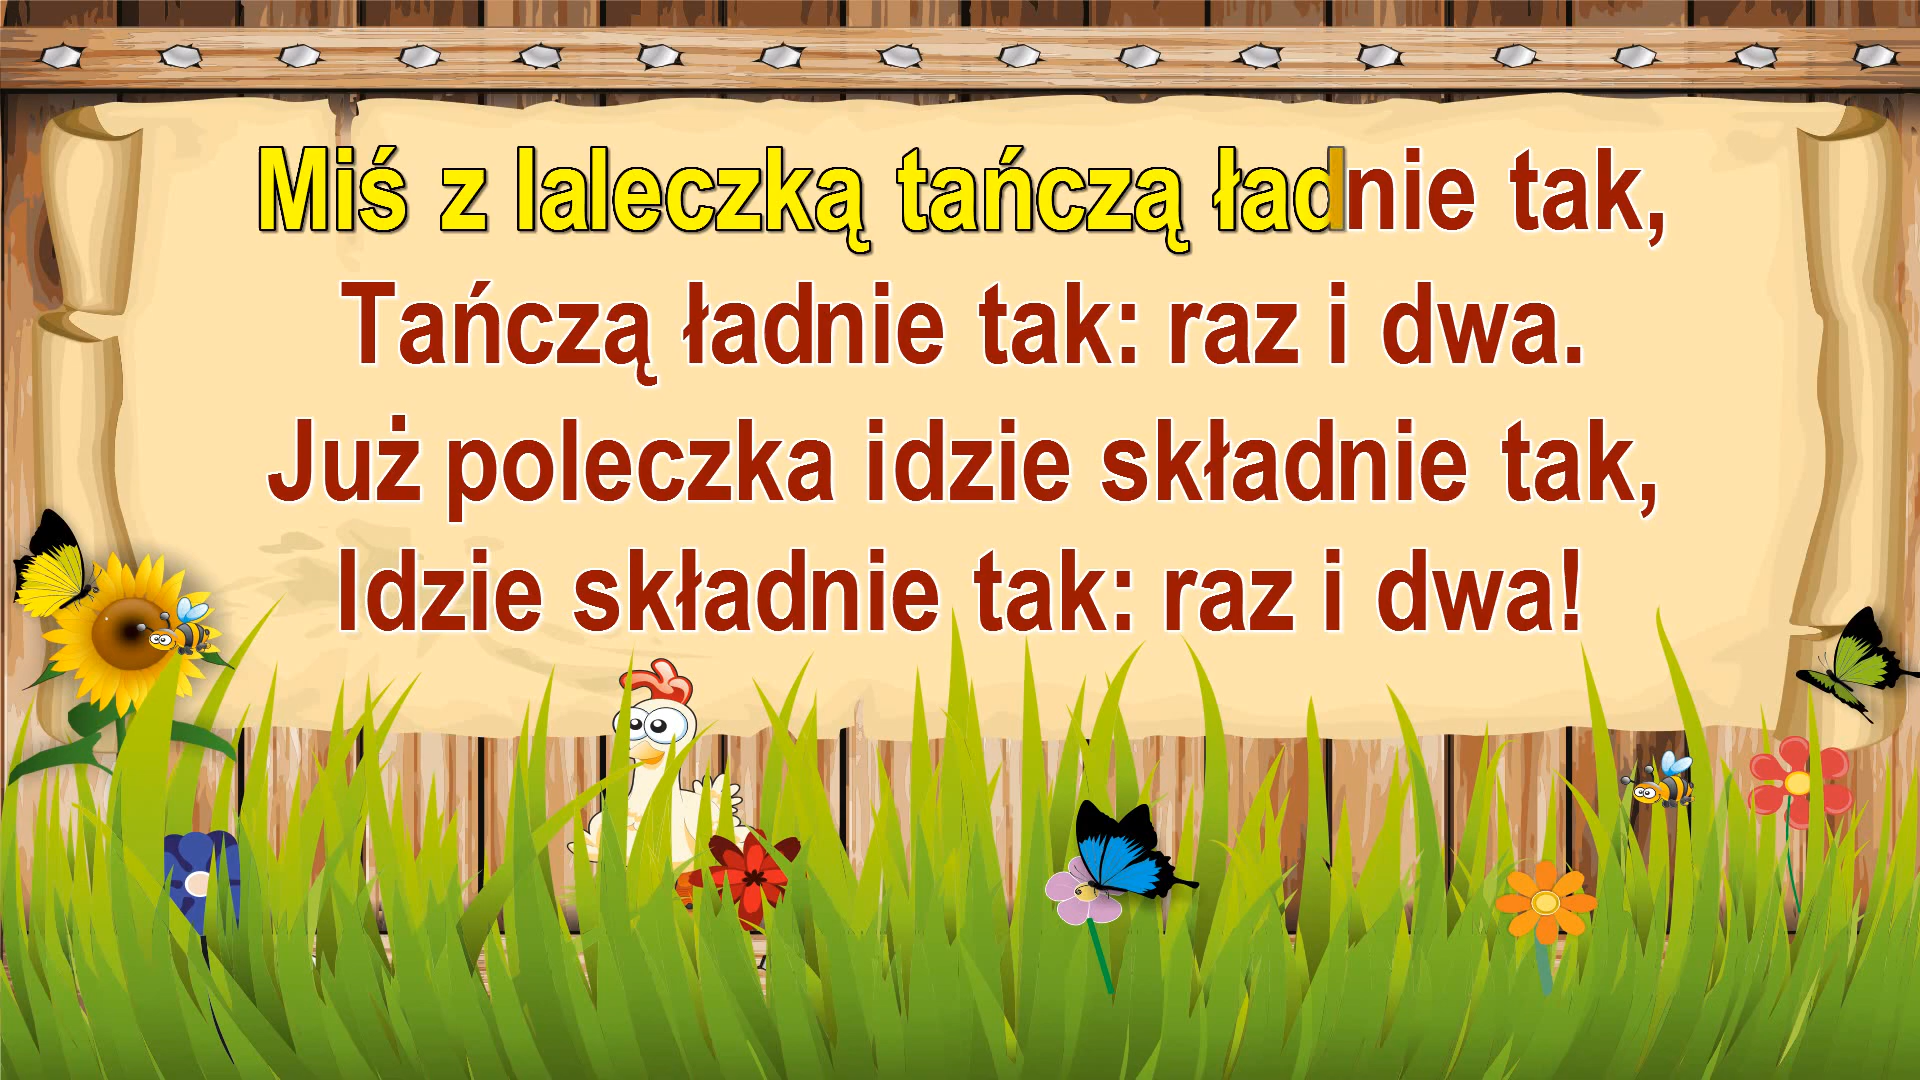 Miś z laleczką tańczą ładnie tak,
Tańczą ładnie tak: raz i dwa.
Już poleczka idzie składnie tak,
Idzie składnie tak: raz i dwa!